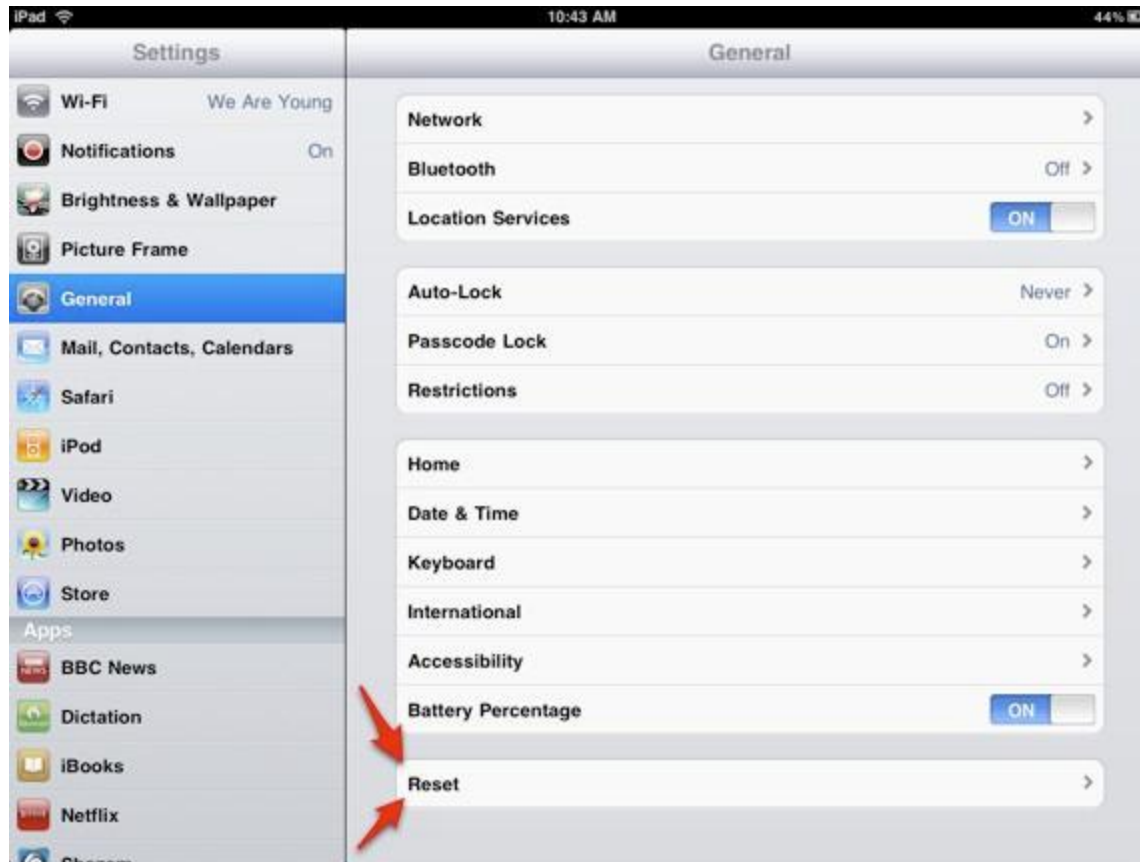 iPad 10:43 AM 44%
Settings
General
Wi-Fi We Are Young
Notifications On
Brightness & Wallpaper
Picture Frame
General
Mail, Contacts, Calendars
Safari
iPod
Video
Photos
Store
Apps
BBC News
Dictation
iBooks
Netflix
Network
Bluetooth Off
Location Services ON
Auto-Lock Never
Passcode Lock On
Restrictions Off
Home
Date & Time
Keyboard
International
Accessibility
Battery Percentage ON
Reset